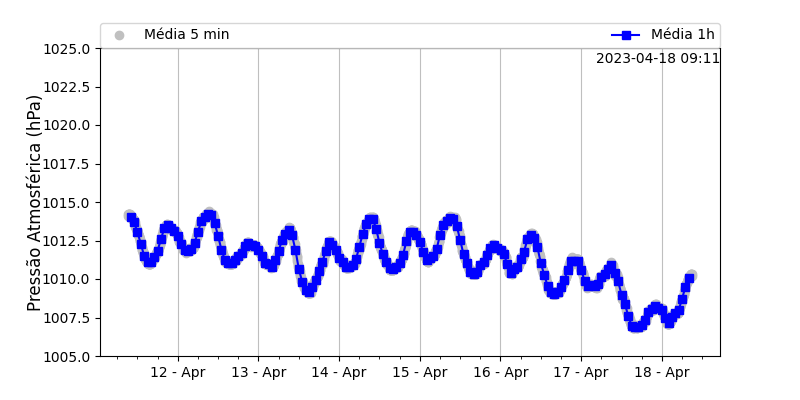 Média 5 min
Média 1h
2023-04-18 09:11
Pressão Atmosférica (hPa)
1025.0
1022.5
1020.0
1017.5
1015.0
1012.5
1010.0
1007.5
1005.0
12 - Apr
13 - Apr
14 - Apr
15 - Apr
16 - Apr
17 - Apr
18 - Apr